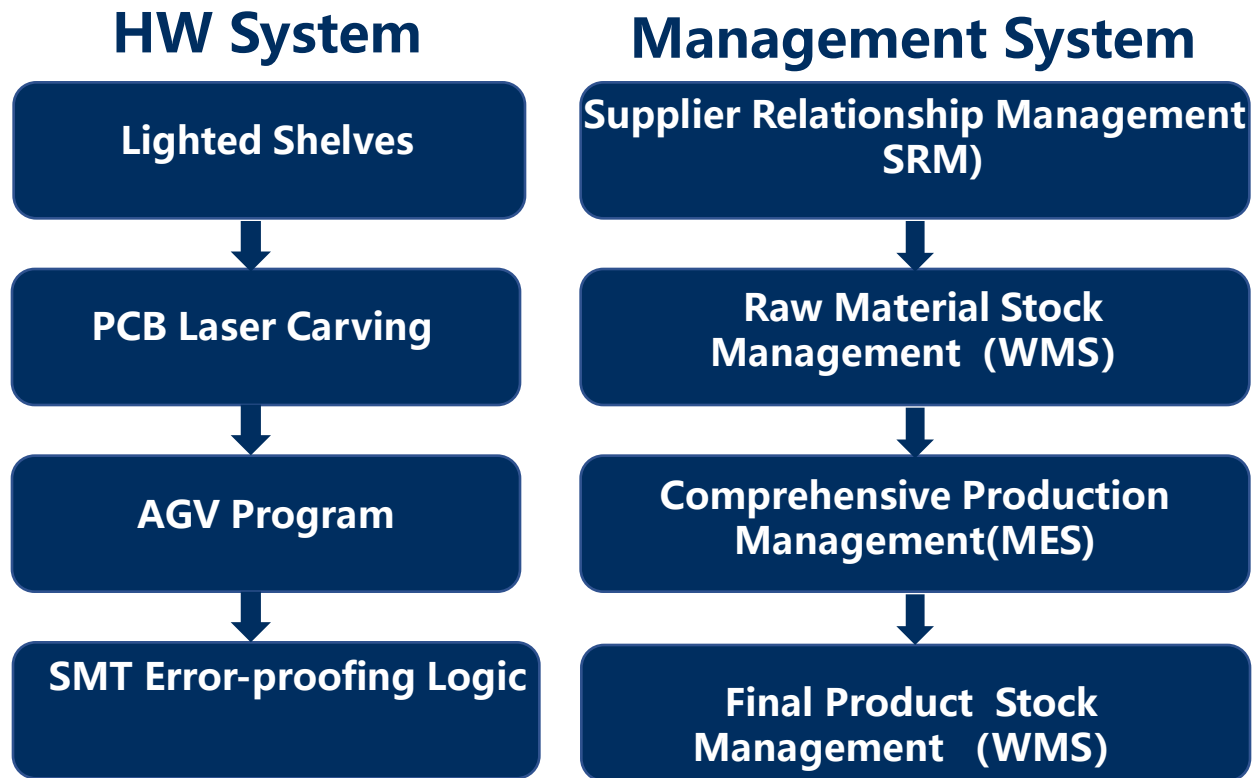 HW System
Lighted Shelves
PCB Laser Carving
AGV Program
SMT Error-proofing Logic
Management System
Supplier Relationship Management
SRM)
Raw Material Stock
Management (WMS)
Comprehensive Production
Management(MES)
Final Product Stock
Management (WMS)